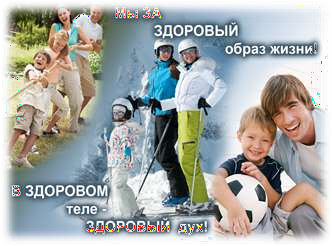 Мы ЗА
ЗДОРОВЫЙ
образ жизни!
В ЗДОРОВОМ
теле -
ЗДОРОВЫЙ дух!